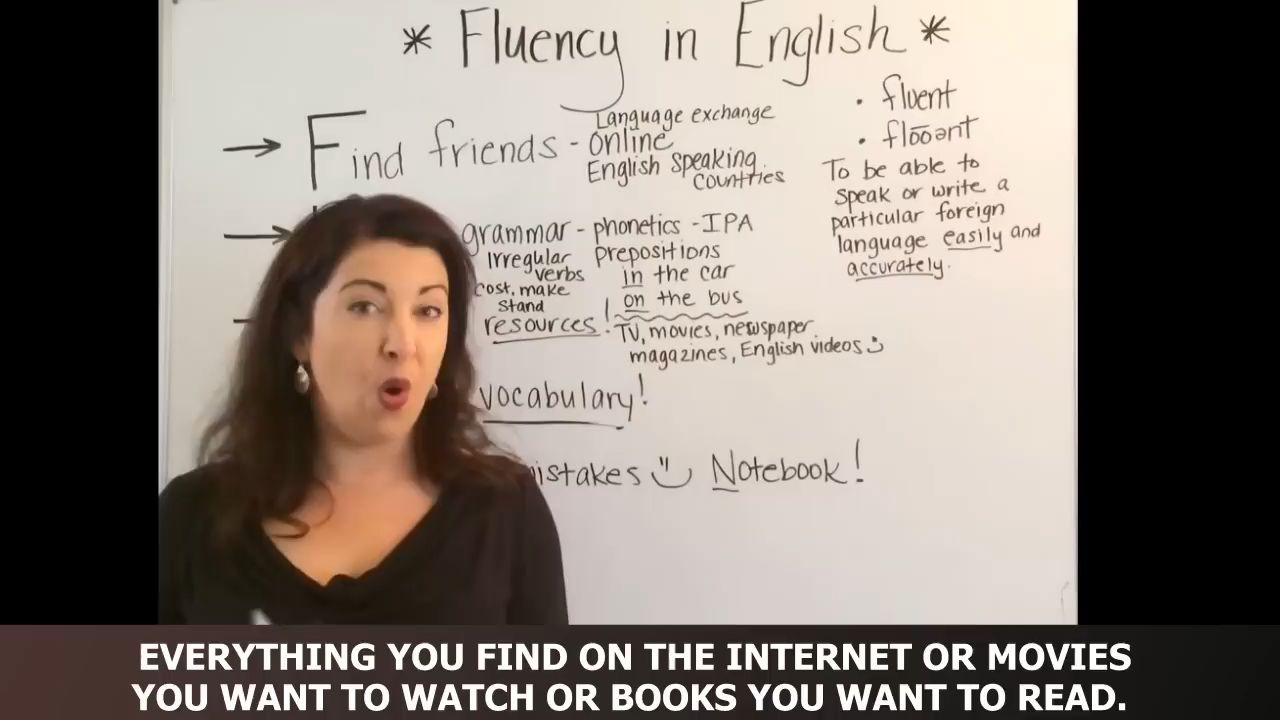 * Fluency in English *
→ Find friends - Language exchange
online
English speaking
countries
• fluent
• flōōənt
To be able to
speak or write a
particular foreign
language easily and
accurately.
→ grammar - phonetics - IPA
Irregular
verbs
cost, make
stand
prepositions
in the car
on the bus
resources! TV, movies, newspaper
magazines, English videos
vocabulary!
mistakes Notebook!
EVERYTHING YOU FIND ON THE INTERNET OR MOVIES
YOU WANT TO WATCH OR BOOKS YOU WANT TO READ.